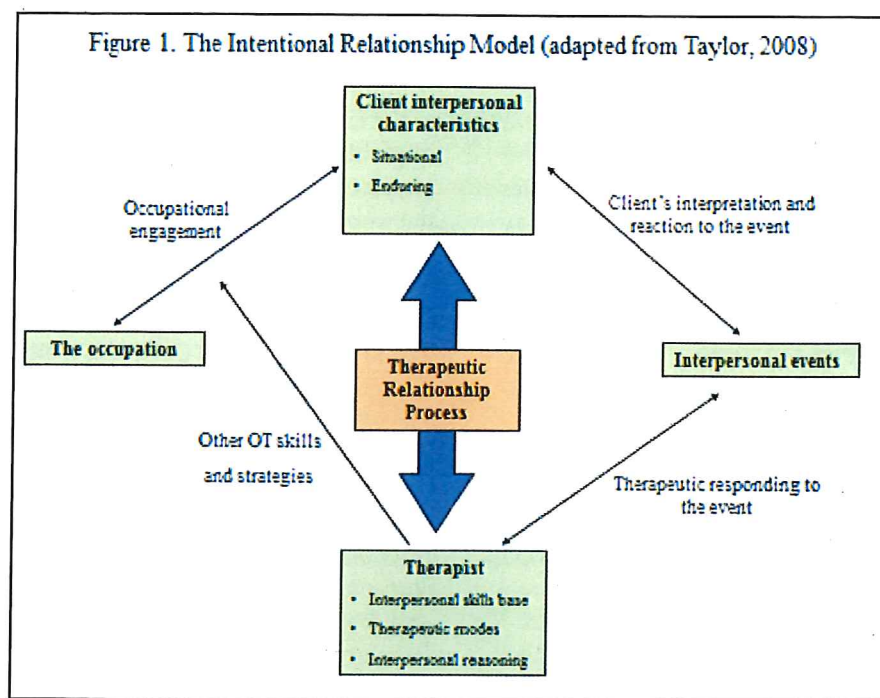 Figure 1. The Intentional Relationship Model (adapted from Taylor, 2008)
Client interpersonal
characteristics
• Situational
• Enduring
Occupational
engagement
Client's interpretation and
reaction to the event
The occupation
Therapeutic
Relationship
Process
Interpersonal events
Other OT skills
and strategies
Therapeutic responding to
the event
Therapist
• Interpersonal skills base
• Therapeutic modes
• Interpersonal reasoning